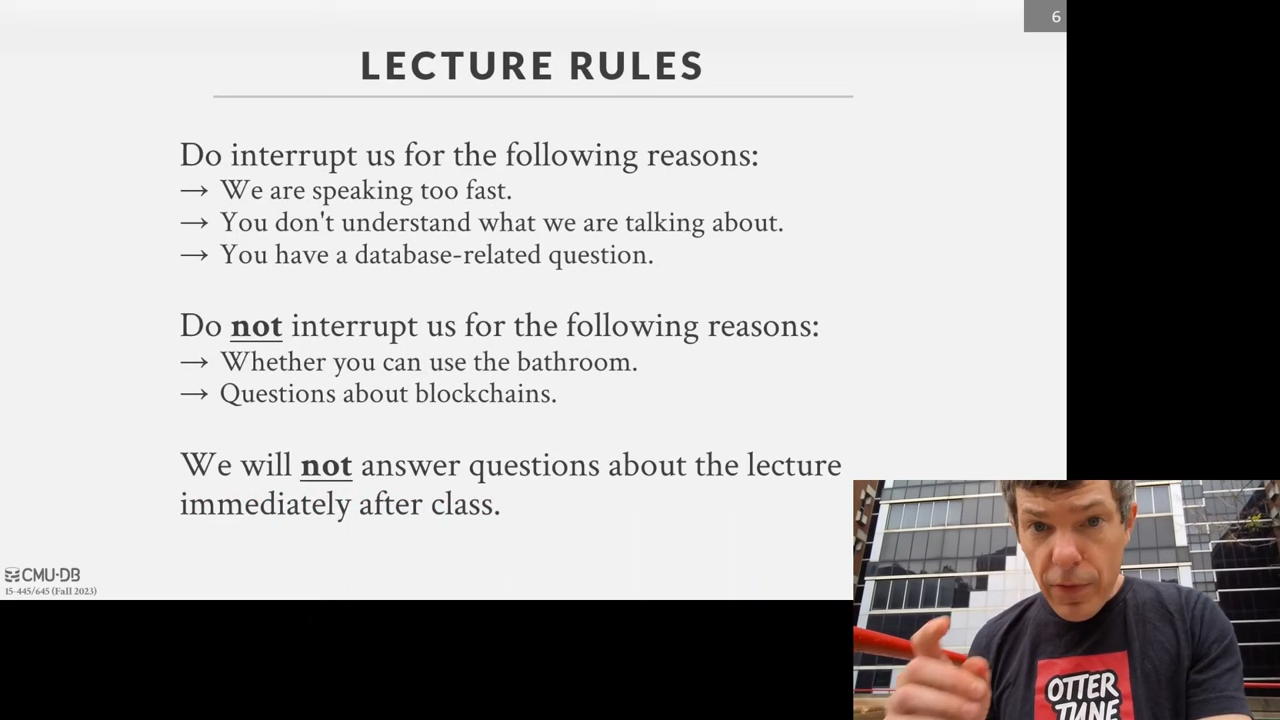 6
LECTURE RULES
Do interrupt us for the following reasons:
→ We are speaking too fast.
→ You don't understand what we are talking about.
→ You have a database-related question.
Do not interrupt us for the following reasons:
→ Whether you can use the bathroom.
→ Questions about blockchains.
We will not answer questions about the lecture
immediately after class.
CMU·DB
15-445/645 (Fall 2023)
OTTER
TUNE